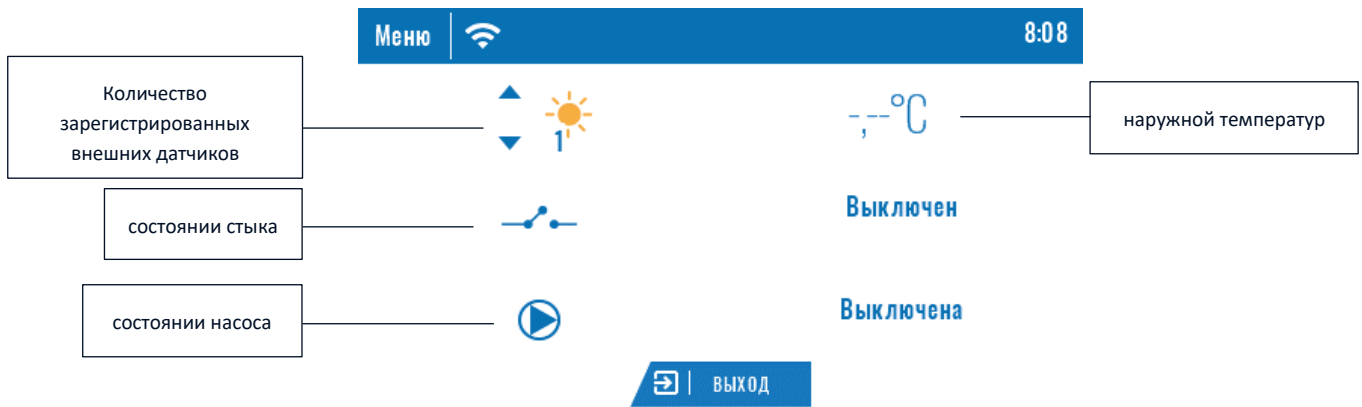 Меню
8:08
Количество
зарегистрированных
внешних датчиков
1
-,--°C
наружной температур
состоянии стыка
Выключен
состоянии насоса
Выключена
выход